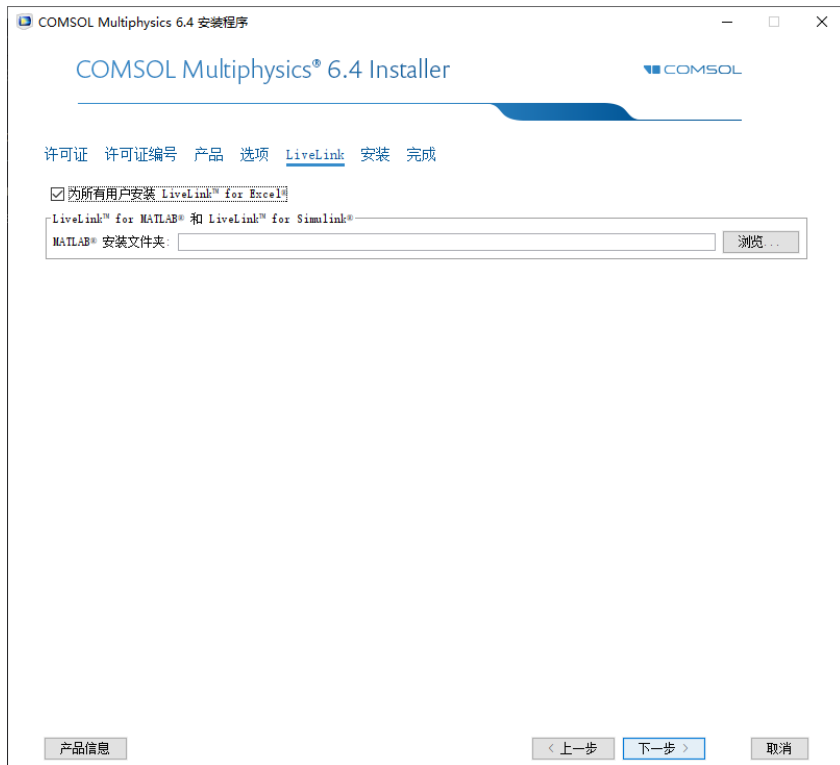 COMSOL Multiphysics 6.4 安装程序
COMSOL Multiphysics® 6.4 Installer
COMSOL
许可证 许可证编号 产品 选项 LiveLink 安装 完成
为所有用户安装 LiveLink™ for Excel®
LiveLink™ for MATLAB® 和 LiveLink™ for Simulink®
MATLAB® 安装文件夹: 浏览...
产品信息 < 上一步 下一步 > 取消